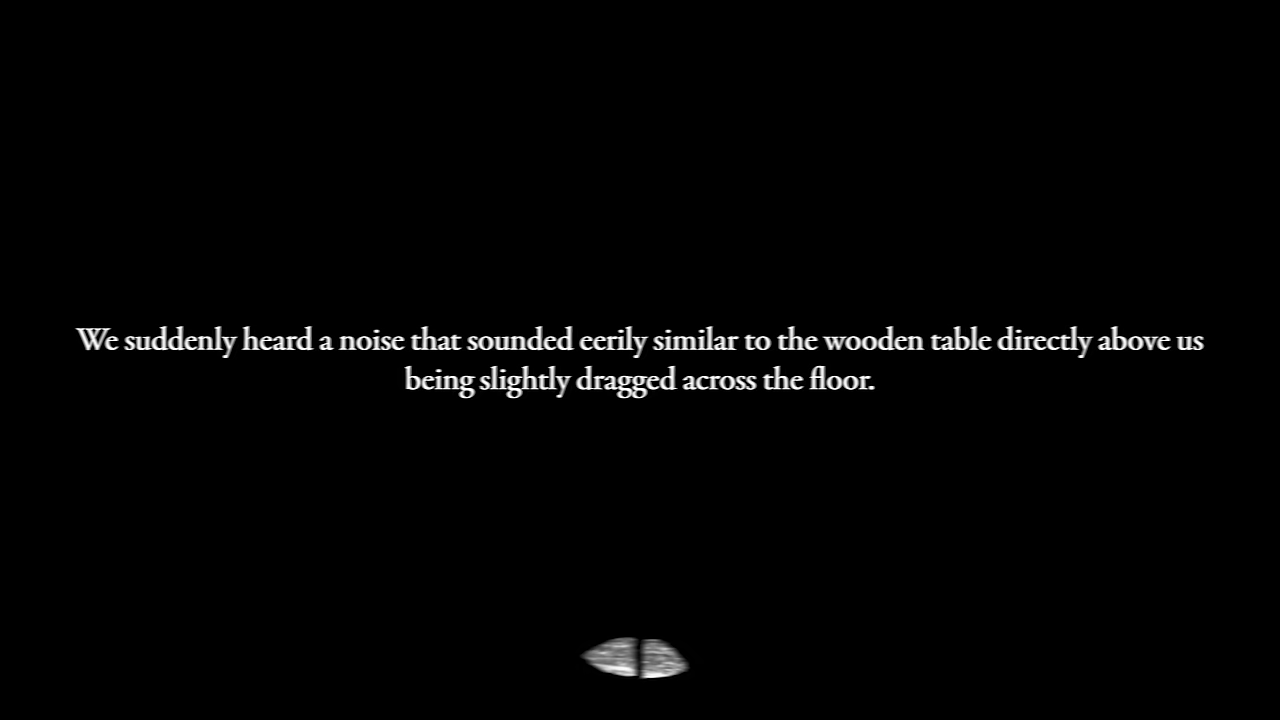 We suddenly heard a noise that sounded eerily similar to the wooden table directly above us
being slightly dragged across the floor.